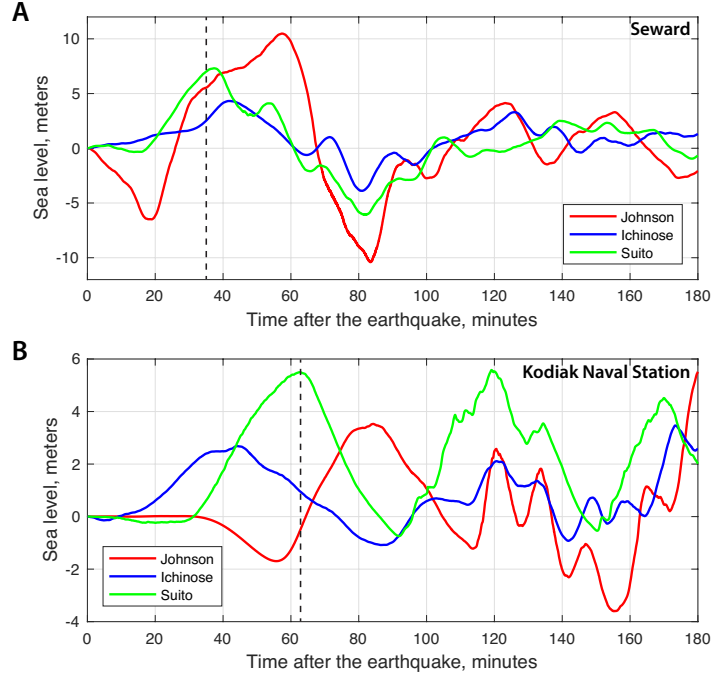 A
Seward
Sea level, meters
10
5
0
-5
-10
Johnson
Ichinose
Suito
0 20 40 60 80 100 120 140 160 180
Time after the earthquake, minutes
B
Kodiak Naval Station
Sea level, meters
6
4
2
0
-2
-4
Johnson
Ichinose
Suito
0 20 40 60 80 100 120 140 160 180
Time after the earthquake, minutes